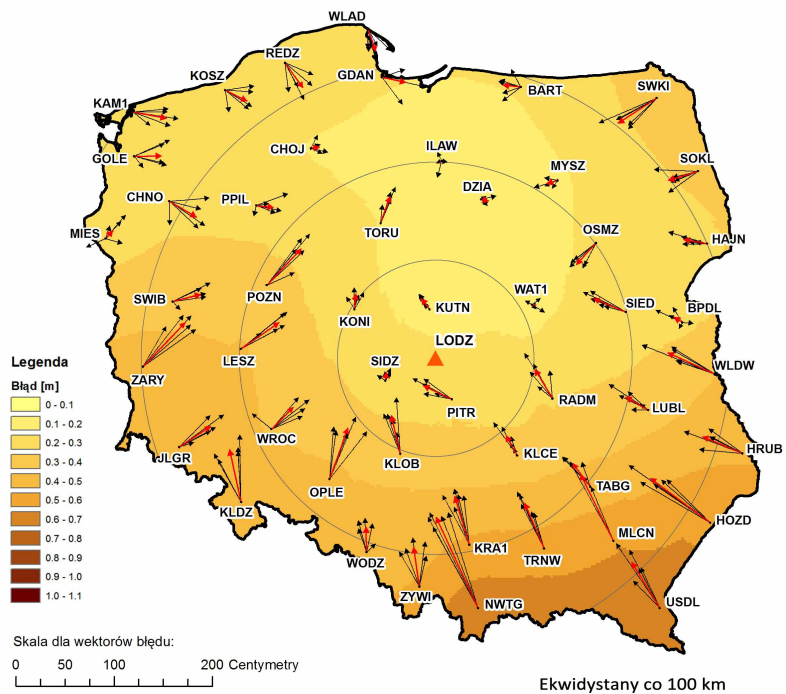 WLAD
REDZ
GDAN
KOSZ
BART
SWKI
KAM1
CHOJ
ILAW
GOLE
MYSZ
SOKL
DZIA
CHNO
PPIL
TORU
OSMZ
MIES
HAJN
POZN
WAT1
SWIB
KONI
KUTN
SIED
BPDL
LODZ
LESZ
SIDZ
WLDW
ZARY
RADM
PITR
LUBL
WROC
JLGR
KLOB
KLCE
HRUB
OPLE
TABG
KLDZ
HOZD
MLCN
KRA1
TRNW
WODZ
ZYWI
NWTG
USDL
Legenda
Błąd [m]
0 - 0.1
0.1 - 0.2
0.2 - 0.3
0.3 - 0.4
0.4 - 0.5
0.5 - 0.6
0.6 - 0.7
0.7 - 0.8
0.8 - 0.9
0.9 - 1.0
1.0 - 1.1
Skala dla wektorów błędu:
0 50 100 200 Centymetry
Ekwidystany co 100 km